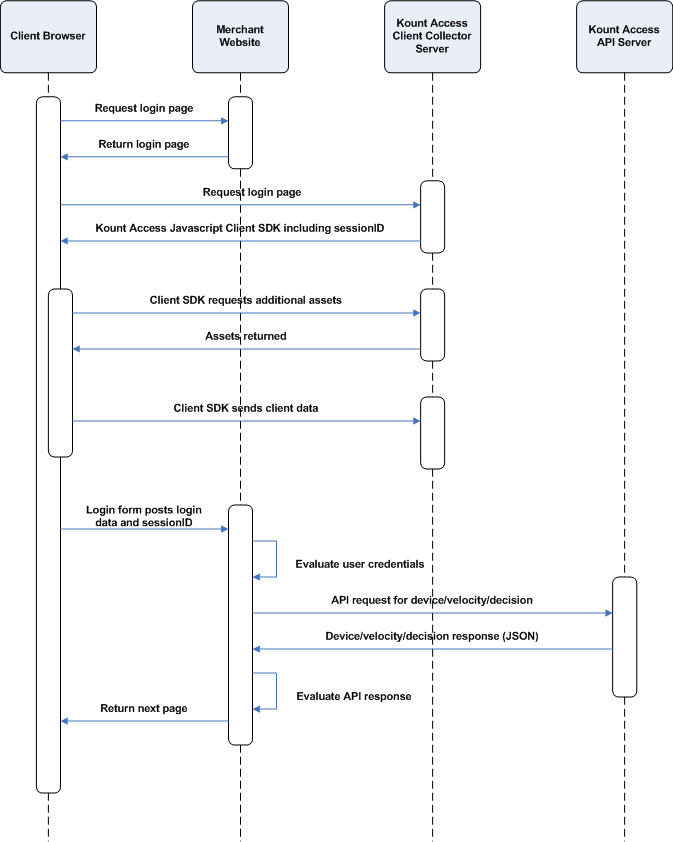 Client Browser
Merchant
Website
Kount Access
Client Collector
Server
Kount Access
API Server
Request login page
Return login page
Request login page
Kount Access Javascript Client SDK including sessionID
Client SDK requests additional assets
Assets returned
Client SDK sends client data
Login form posts login
data and sessionID
Evaluate user credentials
API request for device/velocity/decision
Device/velocity/decision response (JSON)
Evaluate API response
Return next page